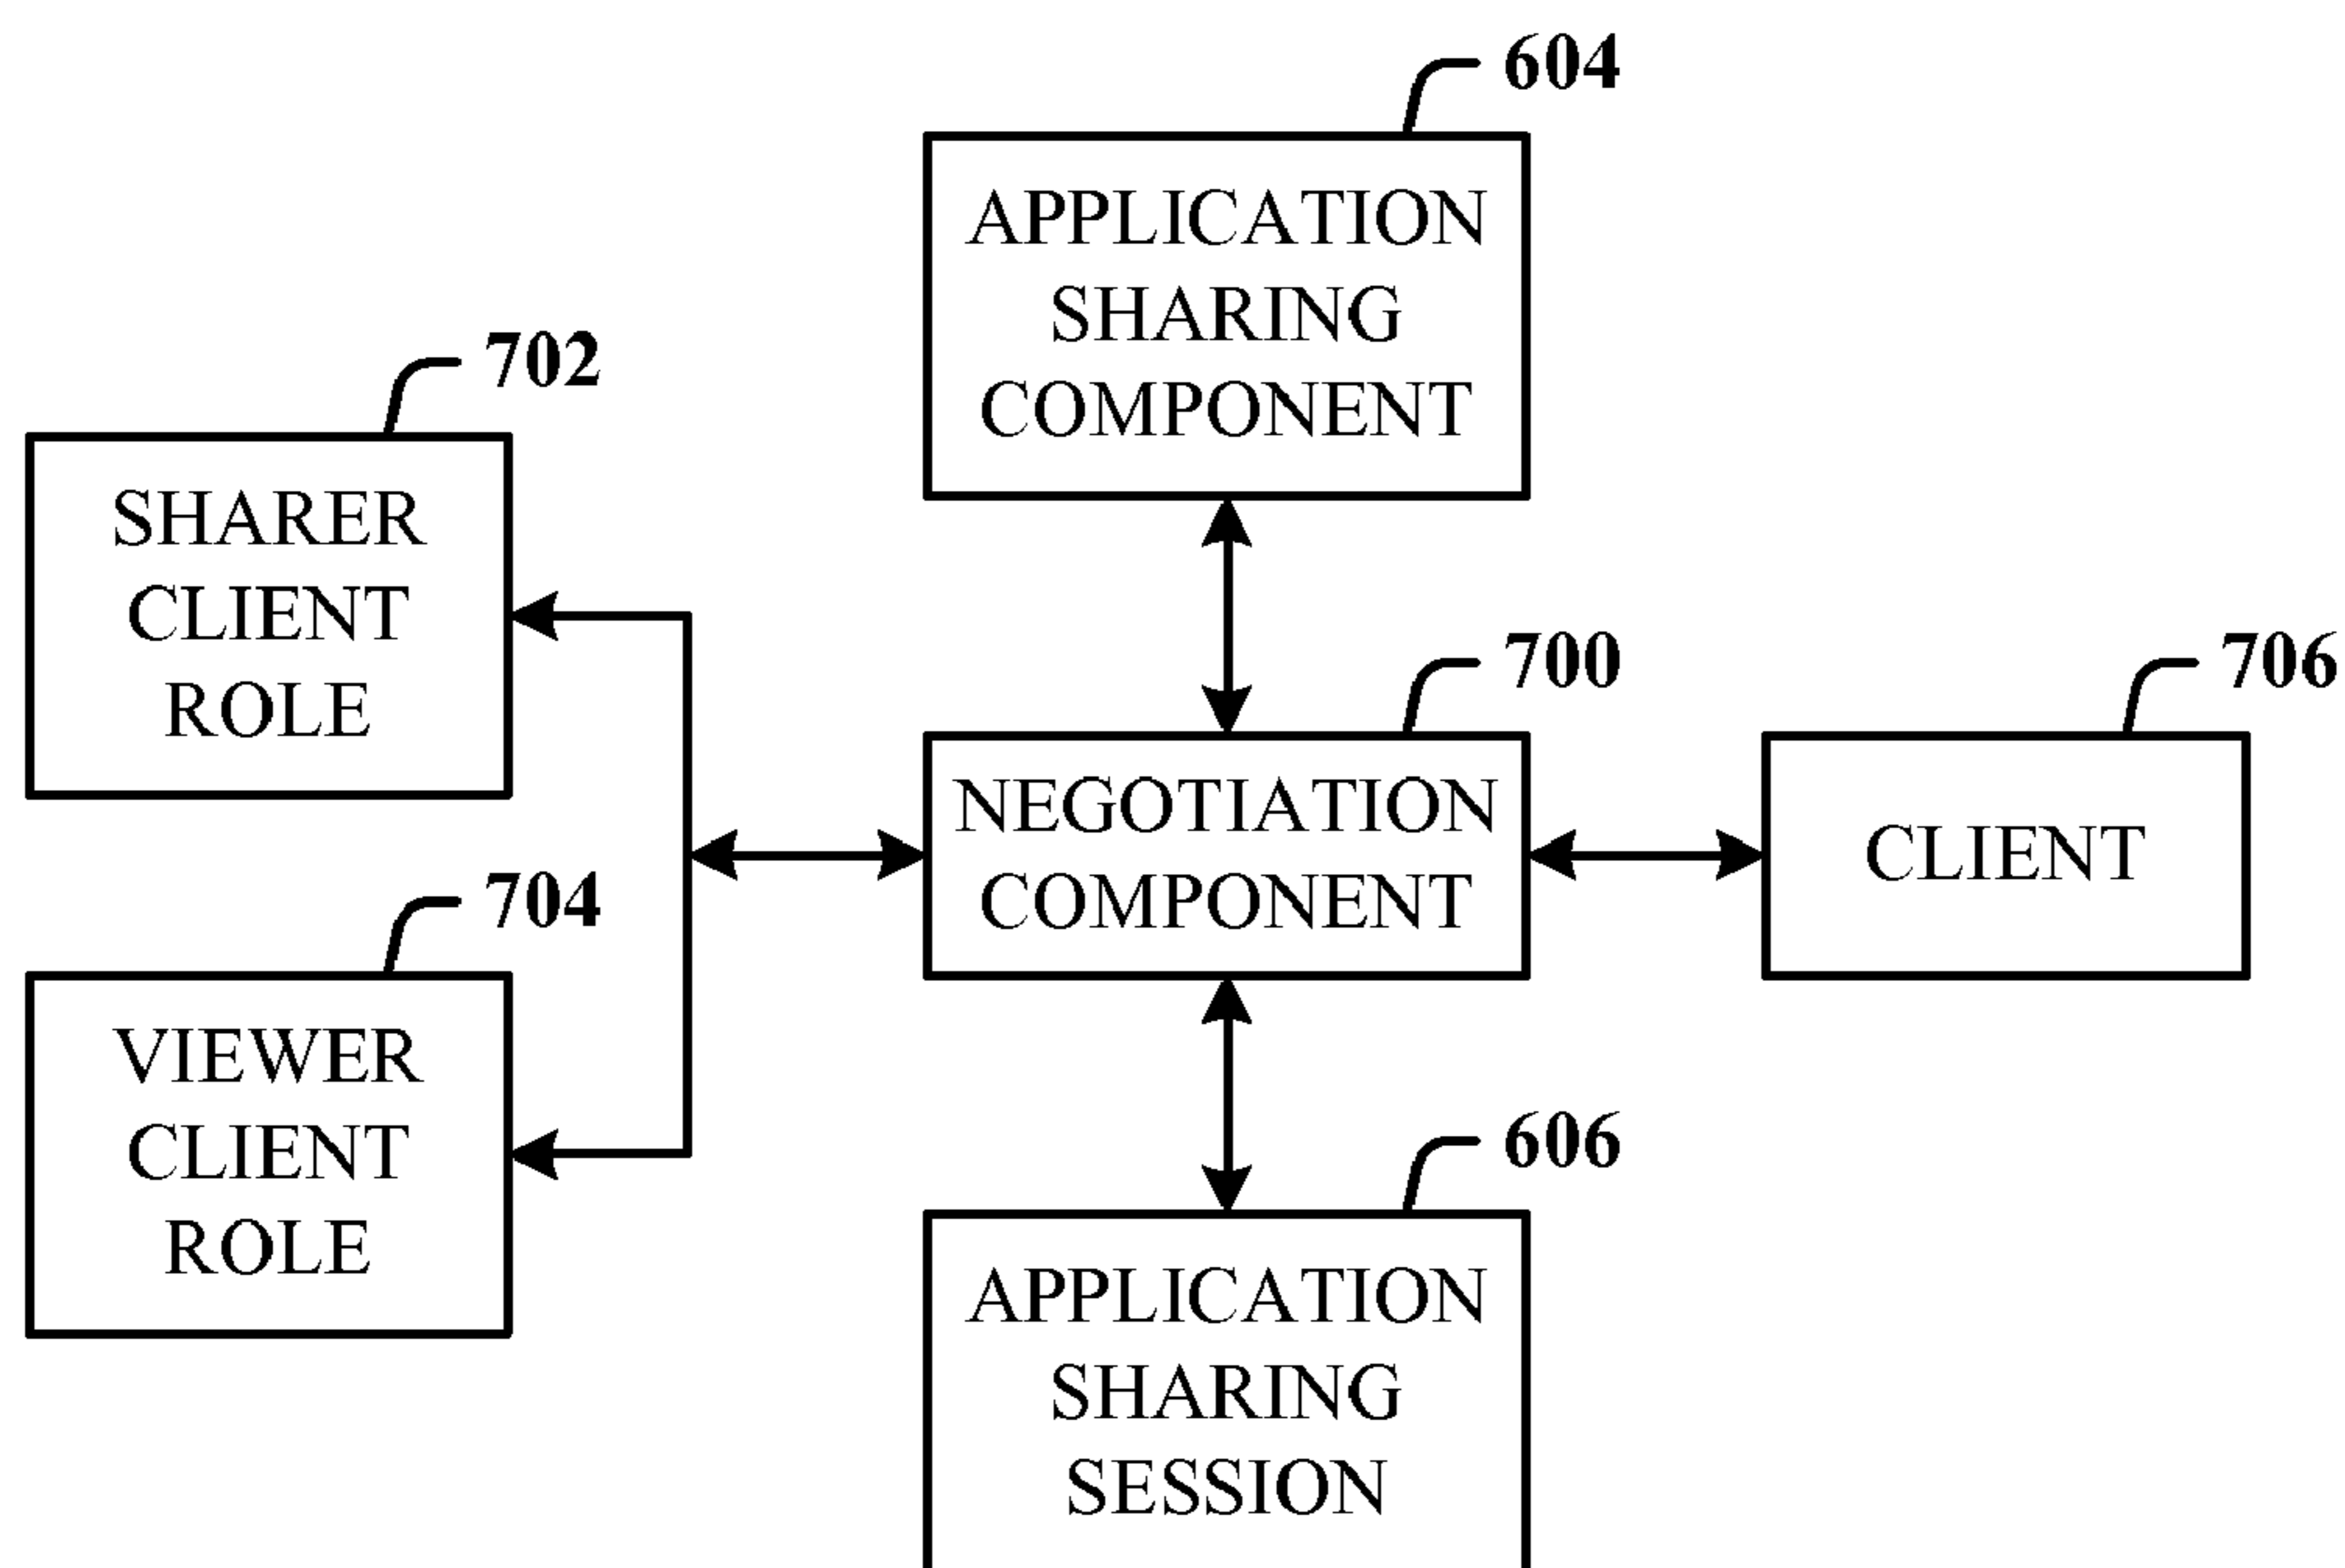 604
APPLICATION
SHARING
COMPONENT
702
SHARER
CLIENT
ROLE
700
NEGOTIATION
COMPONENT
706
CLIENT
704
VIEWER
CLIENT
ROLE
606
APPLICATION
SHARING
SESSION